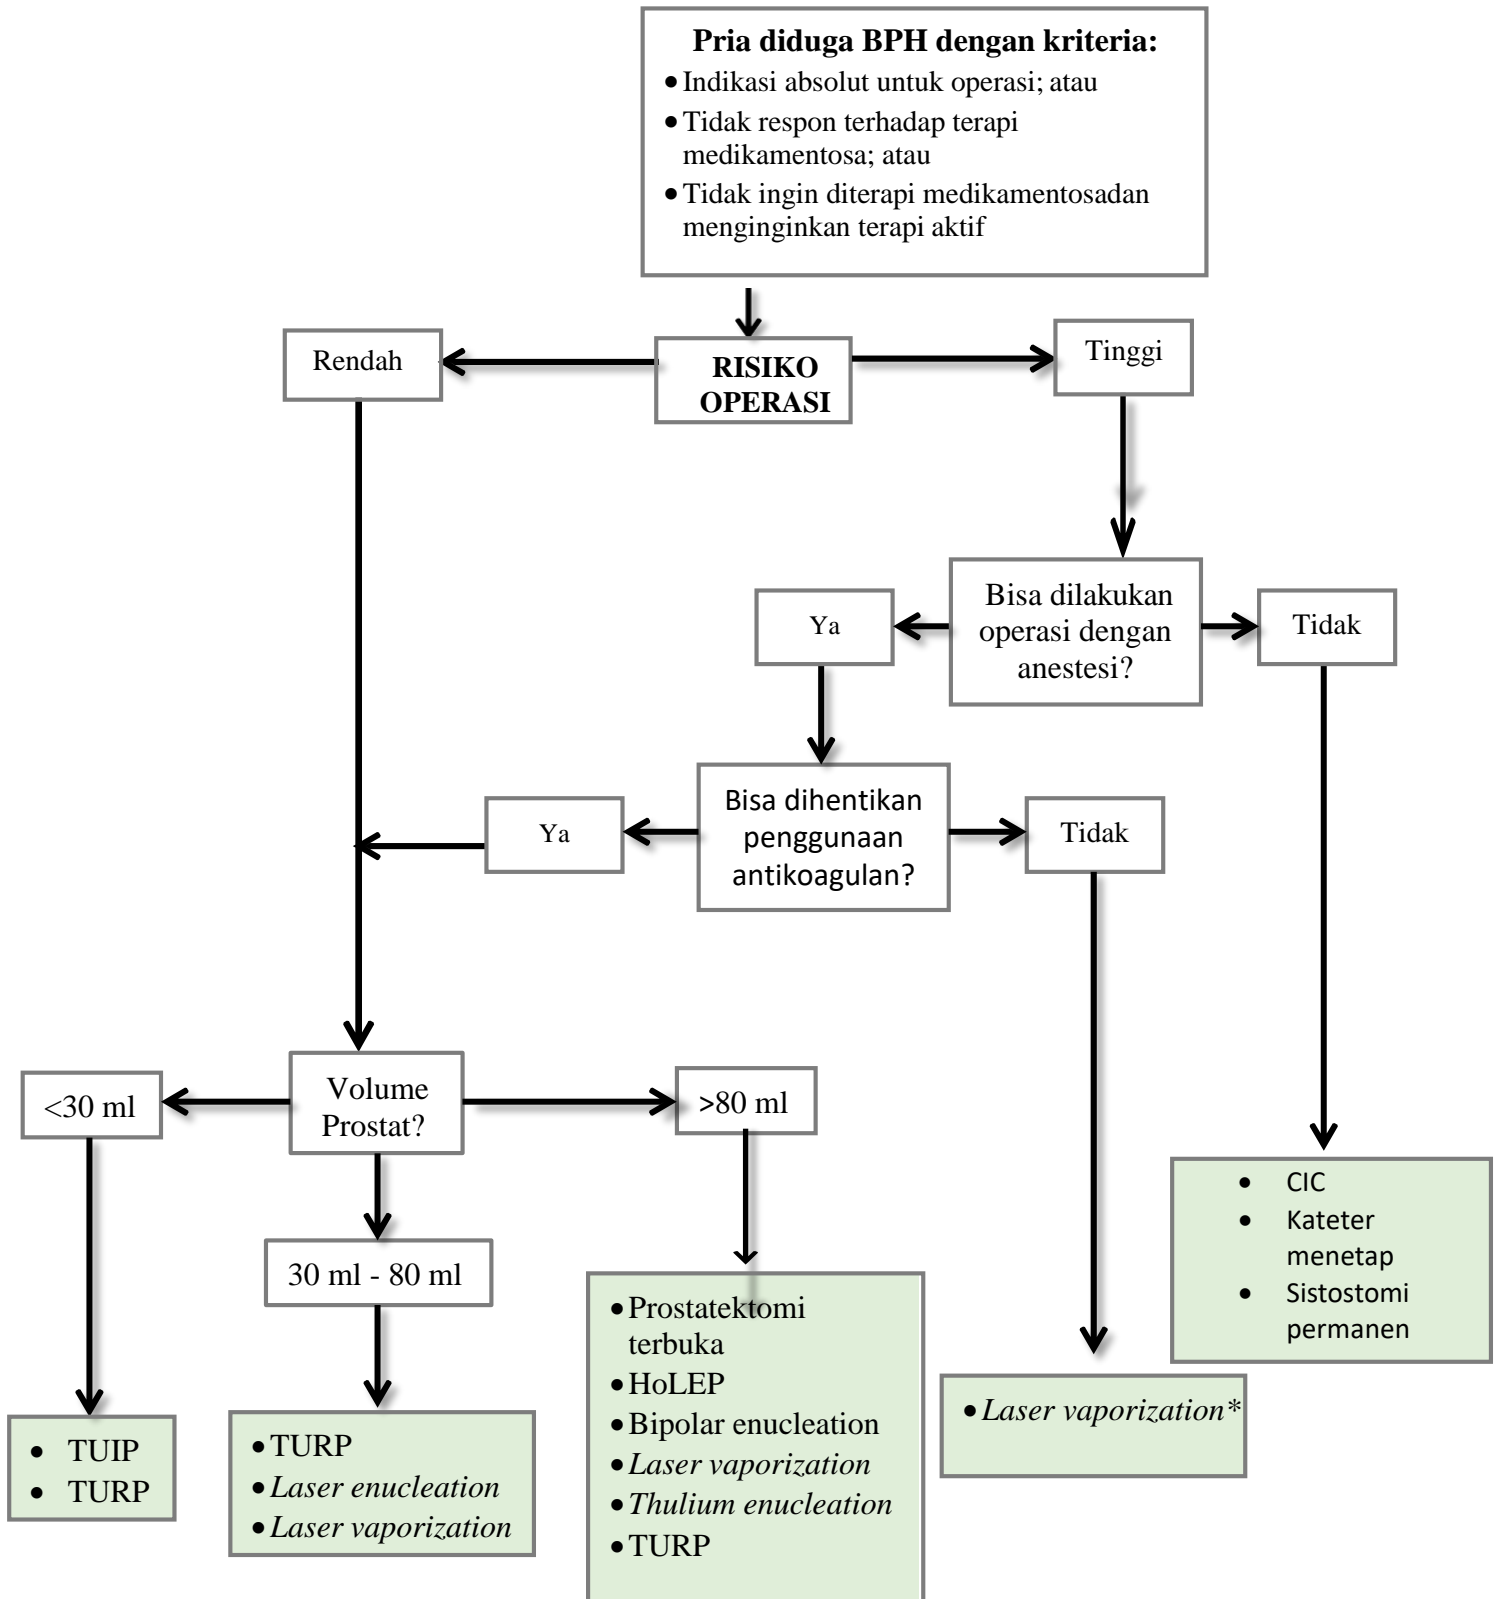 Pria diduga BPH dengan kriteria:
• Indikasi absolut untuk operasi; atau
• Tidak respon terhadap terapi
medikamentosa; atau
• Tidak ingin diterapi medikamentosadan
menginginkan terapi aktif
Rendah
RISIKO
OPERASI
Tinggi
Bisa dilakukan
operasi dengan
anestesi?
Ya
Tidak
Bisa dihentikan
penggunaan
antikoagulan?
Ya
Tidak
Volume
Prostat?
<30 ml
>80 ml
30 ml - 80 ml
• CIC
• Kateter
menetap
• Sistostomi
permanen
• Prostatektomi
terbuka
• HoLEP
• Bipolar enucleation
• Laser vaporization
• Thulium enucleation
• TURP
• Laser vaporization*
• TUIP
• TURP
• TURP
• Laser enucleation
• Laser vaporization